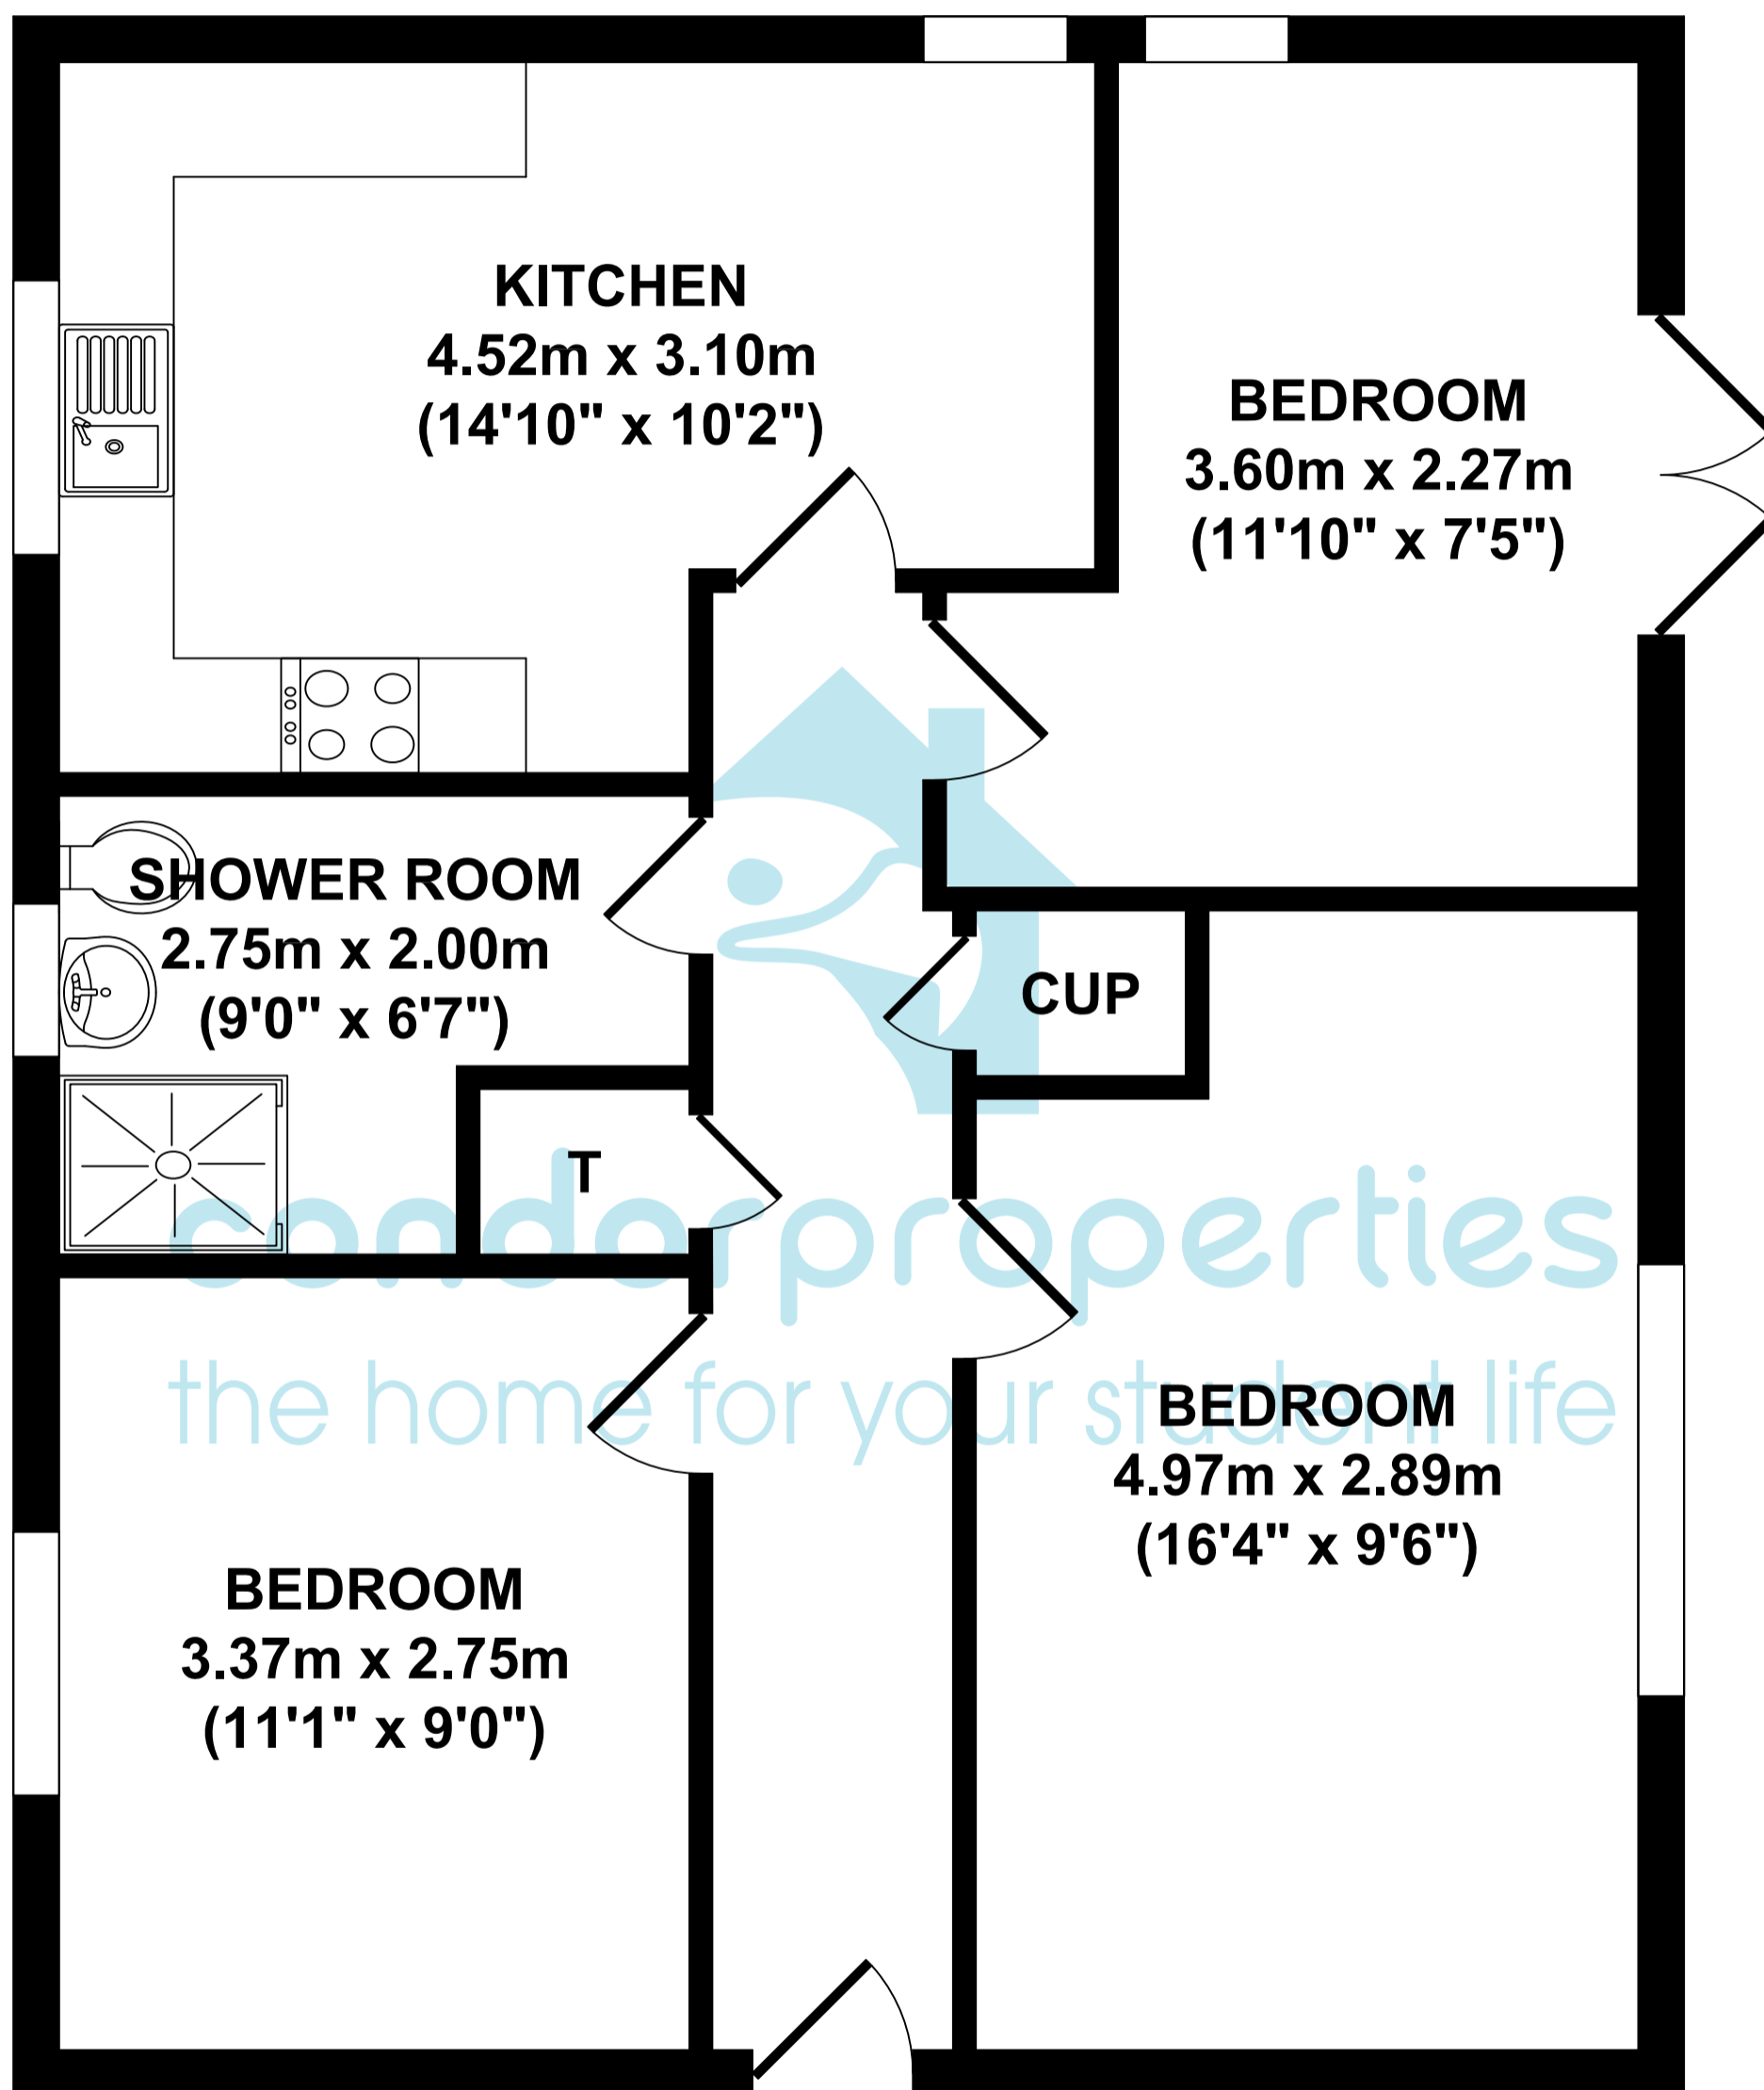 KITCHEN
4.52m x 3.10m
(14'10" x 10'2")
BEDROOM
3.60m x 2.27m
(11'10" x 7'5")
SHOWER ROOM
2.75m x 2.00m
(9'0" x 6'7")
CUP
T
condorproperties
the home for your student life
BEDROOM
4.97m x 2.89m
(16'4" x 9'6")
BEDROOM
3.37m x 2.75m
(11'1" x 9'0")